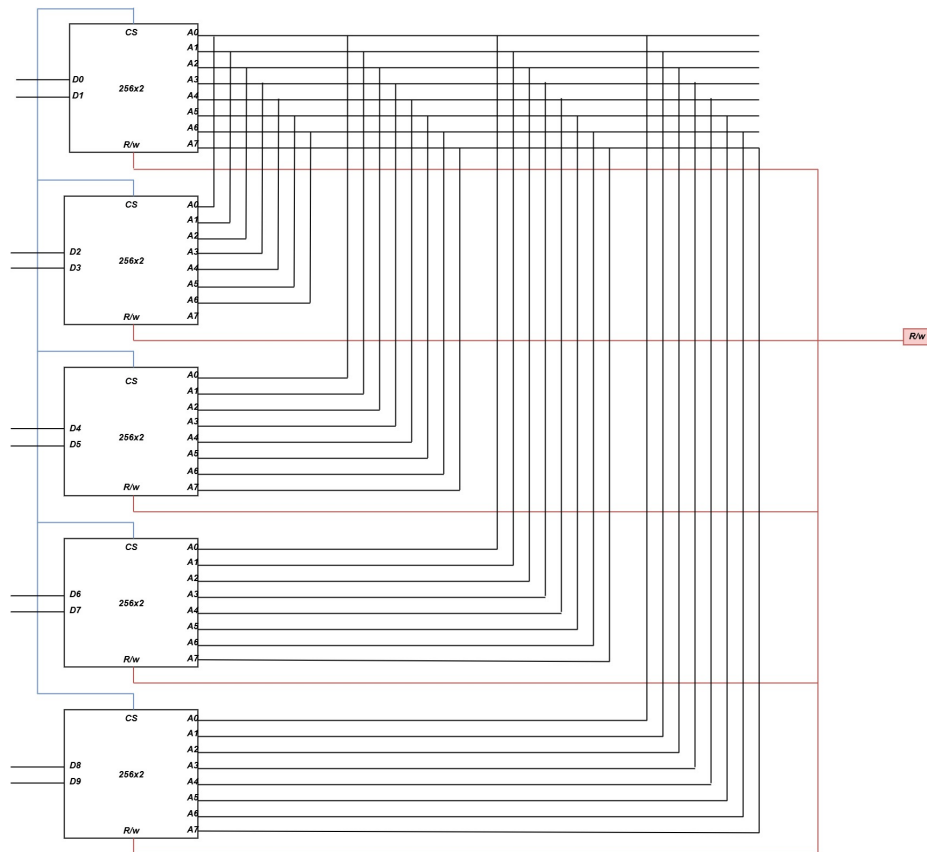 CS
A0
A1
A2
D0 A3
256x2
D1 A4
A5
A6
R/w A7
CS
A0
A1
A2
D2 A3
256x2
D3 A4
A5
A6
R/w A7
R/w
CS
A0
A1
A2
D4 A3
256x2
D5 A4
A5
A6
R/w A7
CS
A0
A1
A2
D6 A3
256x2
D7 A4
A5
A6
R/w A7
CS
A0
A1
A2
D8 A3
256x2
D9 A4
A5
A6
R/w A7